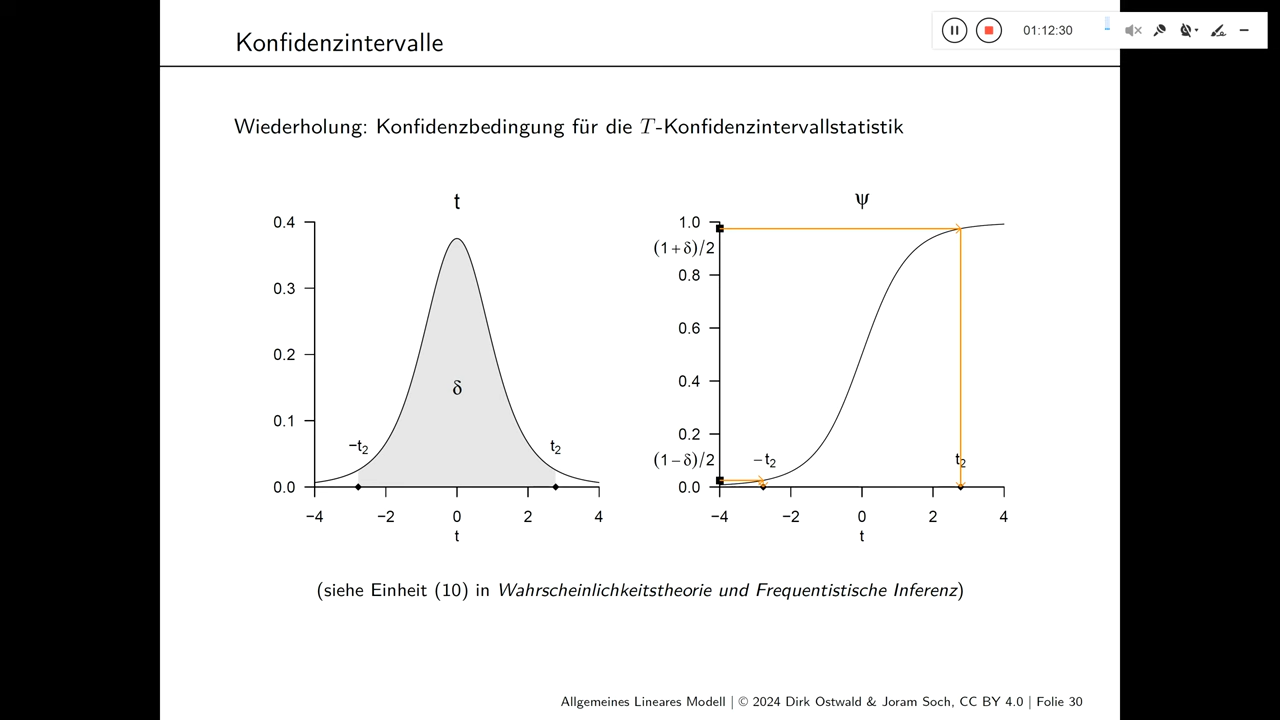 Konfidenzintervalle
01:12:30
Wiederholung: Konfidenzbedingung für die T-Konfidenzintervallstatistik
t
0.4
0.3
0.2
0.1
0.0
δ
−t₂
t₂
−4 −2 0 2 4
t
ψ
1.0
(1+δ)/2
0.8
0.6
0.4
0.2
(1−δ)/2
0.0
−t₂
t₂
−4 −2 0 2 4
t
(siehe Einheit (10) in Wahrscheinlichkeitstheorie und Frequentistische Inferenz)
Allgemeines Lineares Modell | © 2024 Dirk Ostwald & Joram Soch, CC BY 4.0 | Folie 30